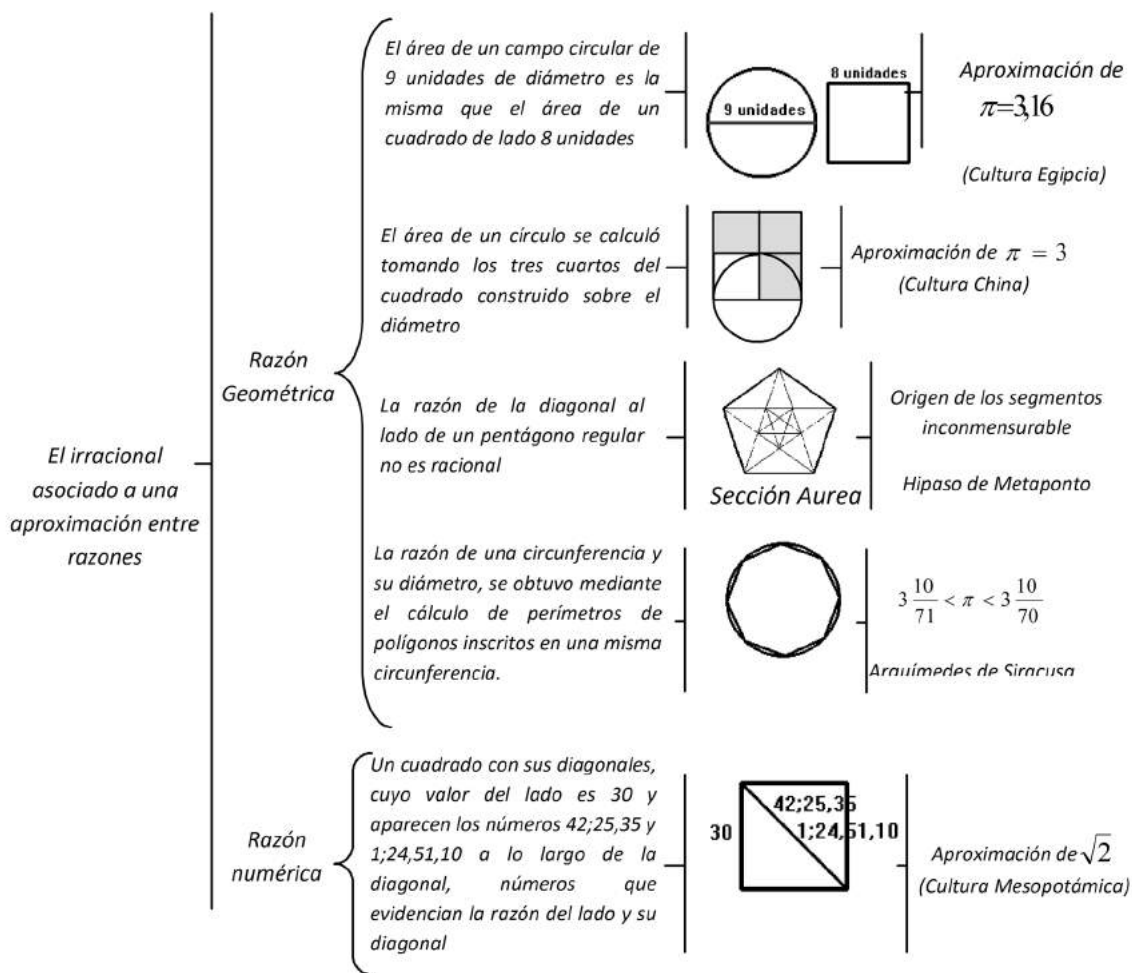 El irracional
asociado a una
aproximación entre
razones
Razón
Geométrica
El área de un campo circular de
9 unidades de diámetro es la
misma que el área de un
cuadrado de lado 8 unidades
9 unidades
8 unidades
Aproximación de
π=3,16
(Cultura Egipcia)
El área de un círculo se calculó
tomando los tres cuartos del
cuadrado construido sobre el
diámetro
Aproximación de π = 3
(Cultura China)
La razón de la diagonal al
lado de un pentágono regular
no es racional
Sección Aurea
Origen de los segmentos
inconmensurable
Hipaso de Metaponto
La razón de una circunferencia y
su diámetro, se obtuvo mediante
el cálculo de perímetros de
polígonos inscritos en una misma
circunferencia.
3 10/71 < π < 3 10/70
Arquímedes de Siracusa
Razón
numérica
Un cuadrado con sus diagonales,
cuyo valor del lado es 30 y
aparecen los números 42;25,35 y
1;24,51,10 a lo largo de la
diagonal, números que
evidencian la razón del lado y su
diagonal
30
42;25,35
1;24,51,10
Aproximación de √2
(Cultura Mesopotámica)